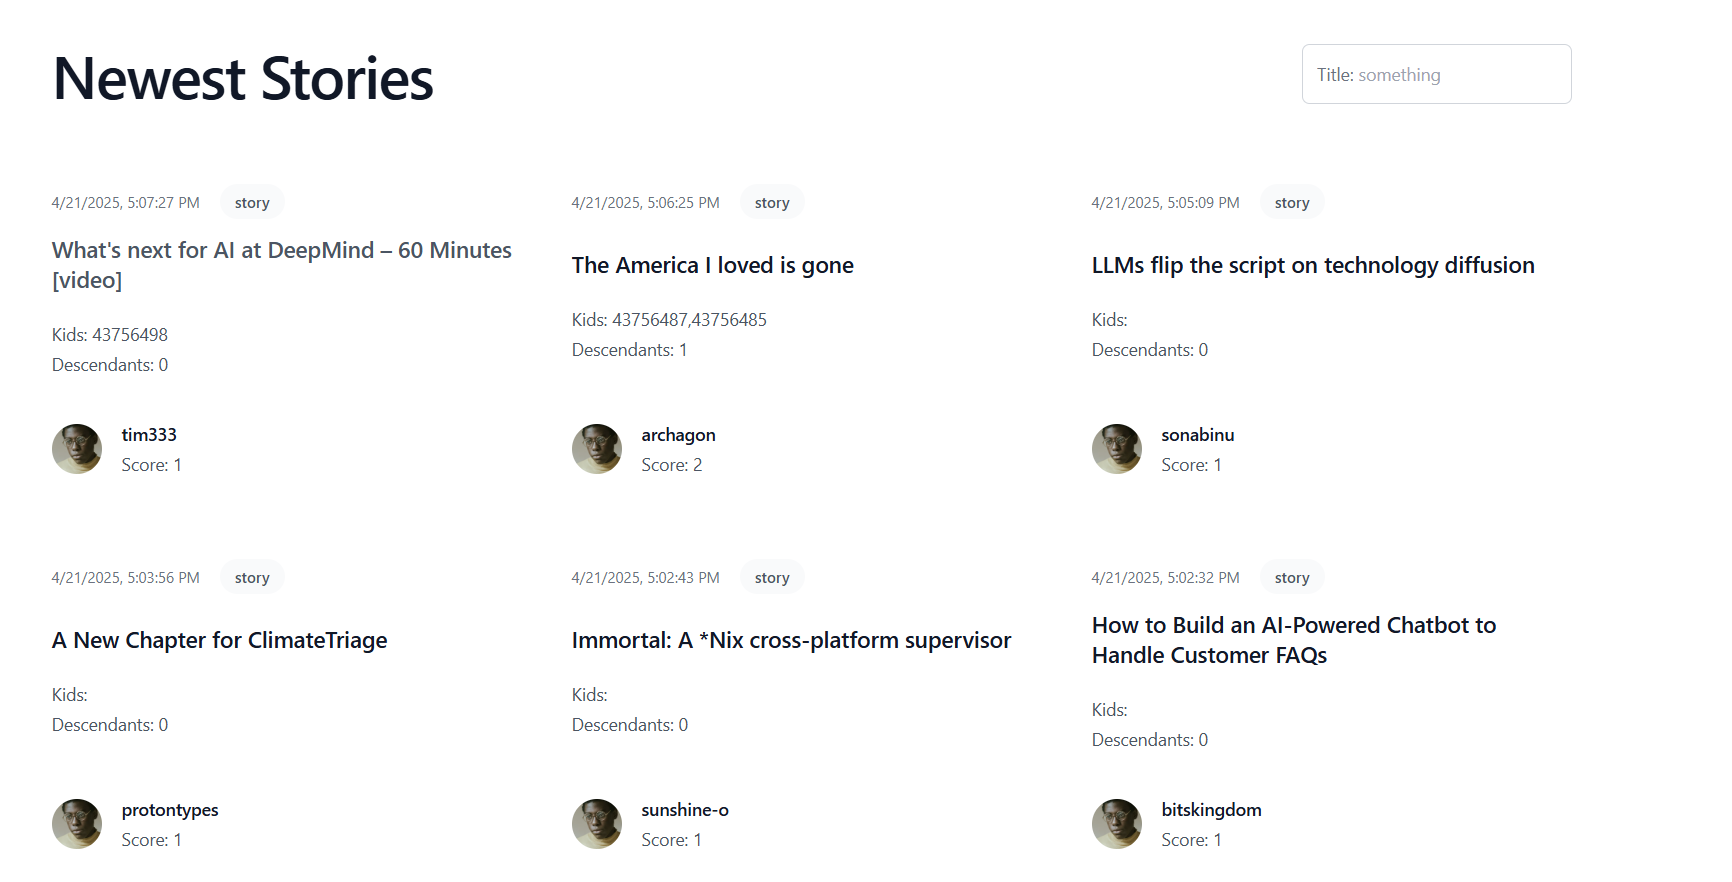 Newest Stories
Title: something
4/21/2025, 5:07:27 PM story
What's next for AI at DeepMind – 60 Minutes
[video]
Kids: 43756498
Descendants: 0
tim333
Score: 1
4/21/2025, 5:06:25 PM story
The America I loved is gone
Kids: 43756487,43756485
Descendants: 1
archagon
Score: 2
4/21/2025, 5:05:09 PM story
LLMs flip the script on technology diffusion
Kids:
Descendants: 0
sonabinu
Score: 1
4/21/2025, 5:03:56 PM story
A New Chapter for ClimateTriage
Kids:
Descendants: 0
protontypes
Score: 1
4/21/2025, 5:02:43 PM story
Immortal: A *Nix cross-platform supervisor
Kids:
Descendants: 0
sunshine-o
Score: 1
4/21/2025, 5:02:32 PM story
How to Build an AI-Powered Chatbot to
Handle Customer FAQs
Kids:
Descendants: 0
bitskingdom
Score: 1